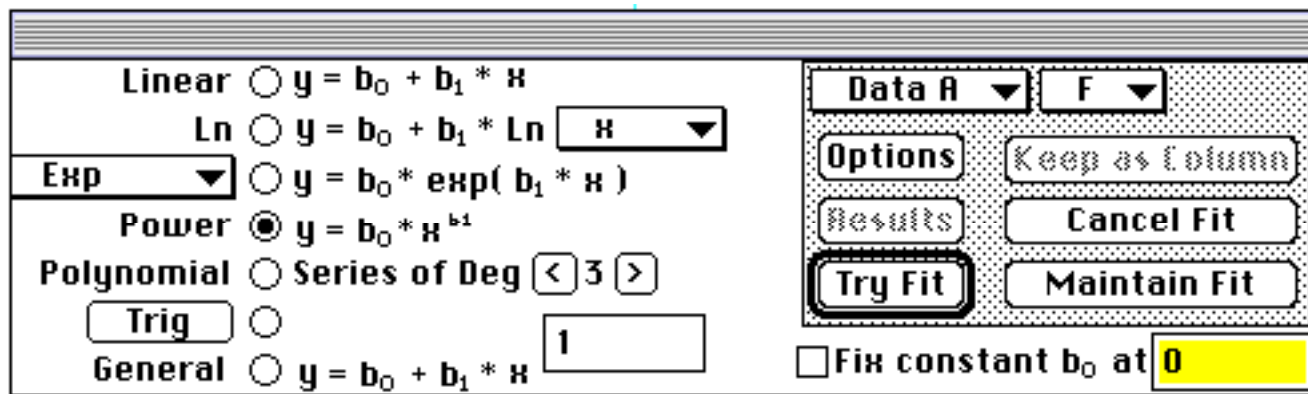 Linear y = b₀ + b₁ * x
Ln y = b₀ + b₁ * Ln x
Exp y = b₀ * exp( b₁ * x )
Power y = b₀ * x^b1
Polynomial Series of Deg < 3 >
Trig
1
General y = b₀ + b₁ * x
Data A F
Options Keep as Column
Results Cancel Fit
Try Fit Maintain Fit
Fix constant b₀ at 0